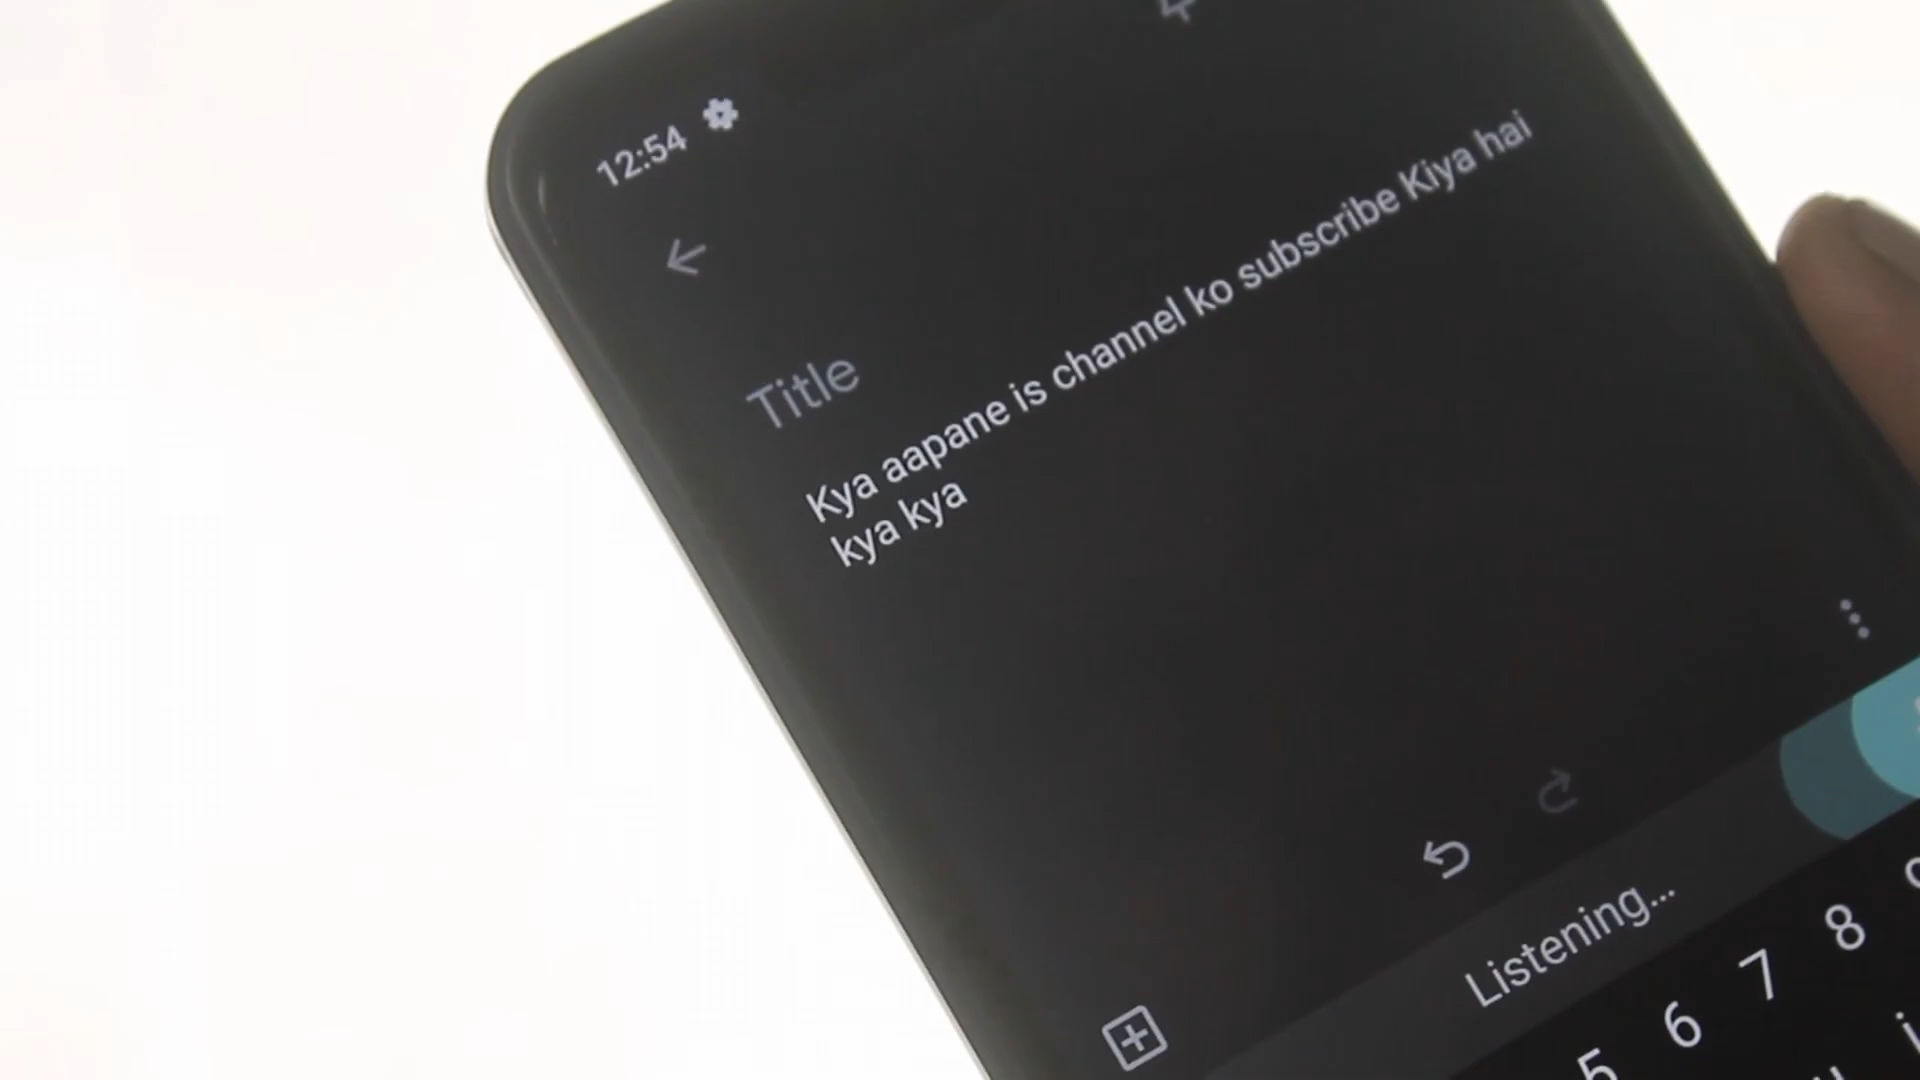 12:54
Title
Kya aapane is channel ko subscribe Kiya hai
kya kya
Listening...
5 6 7 8